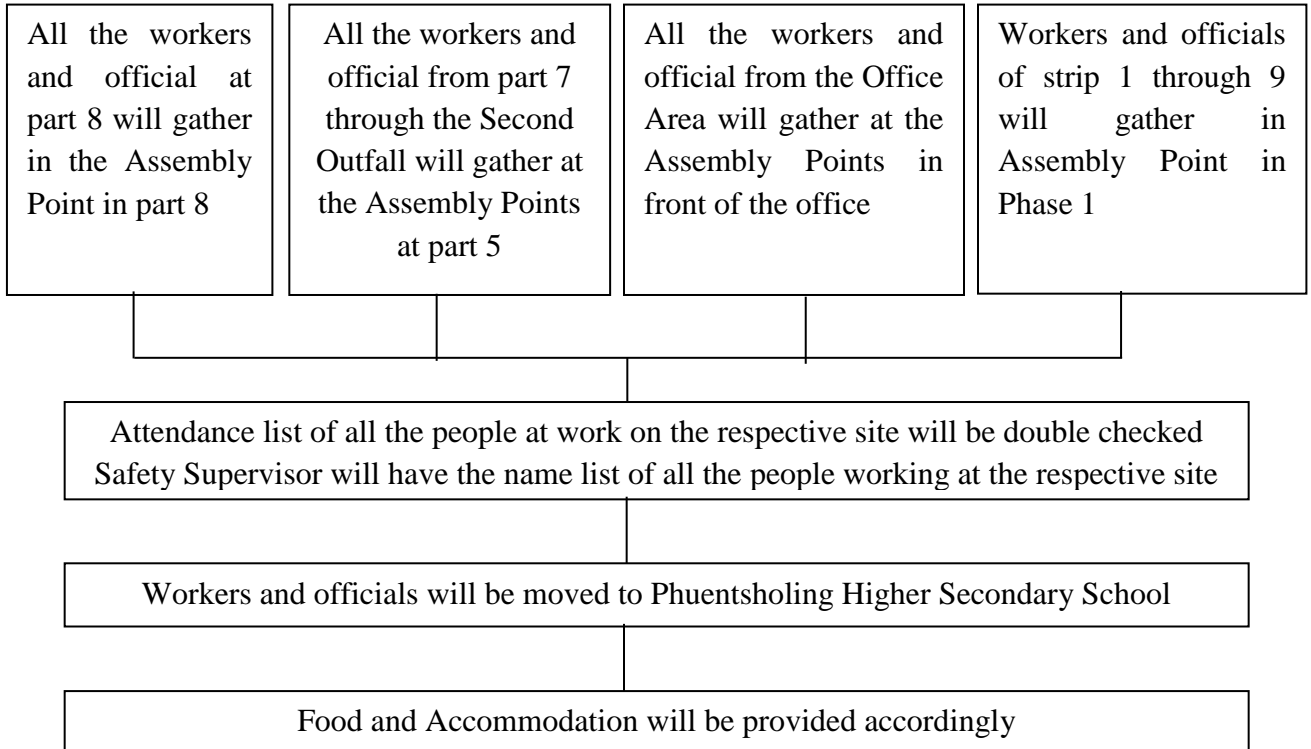 All the workers
and official at
part 8 will gather
in the Assembly
Point in part 8
All the workers and
official from part 7
through the Second
Outfall will gather at
the Assembly Points
at part 5
All the workers and
official from the Office
Area will gather at the
Assembly Points in
front of the office
Workers and officials
of strip 1 through 9
will gather in
Assembly Point in
Phase 1
Attendance list of all the people at work on the respective site will be double checked
Safety Supervisor will have the name list of all the people working at the respective site
Workers and officials will be moved to Phuentsholing Higher Secondary School
Food and Accommodation will be provided accordingly